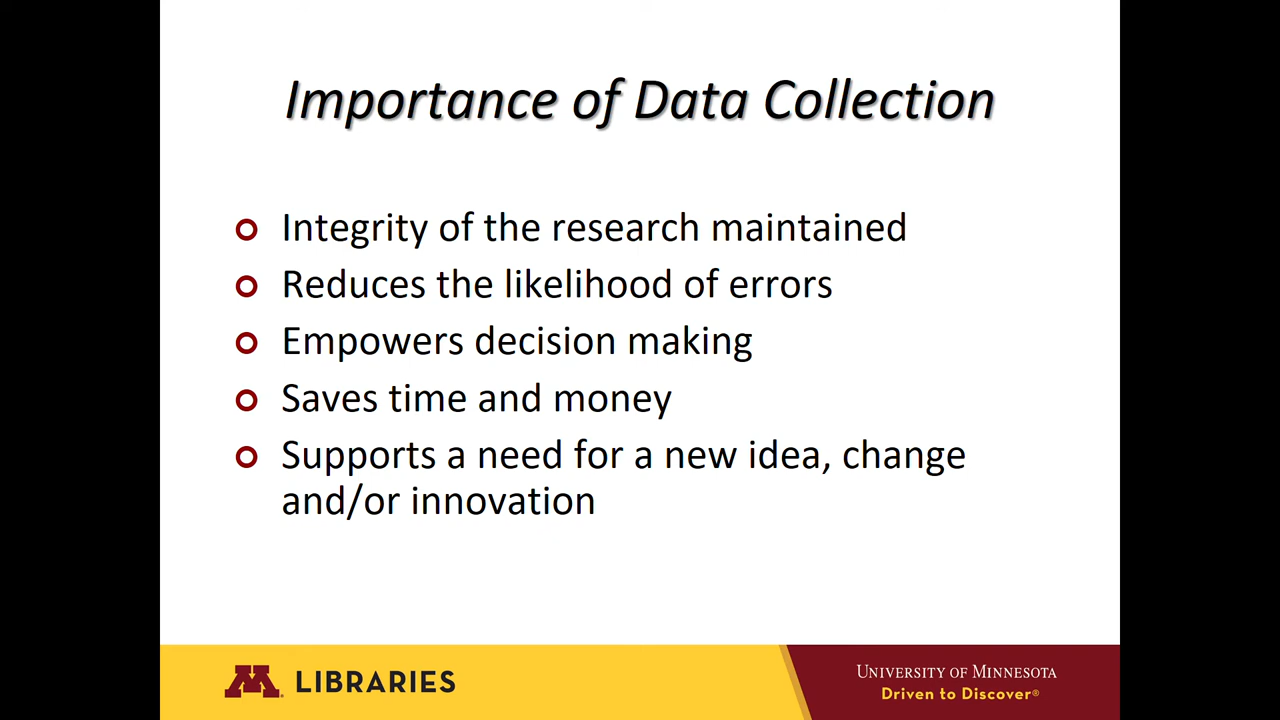 Importance of Data Collection
Integrity of the research maintained
Reduces the likelihood of errors
Empowers decision making
Saves time and money
Supports a need for a new idea, change
and/or innovation
M LIBRARIES
UNIVERSITY OF MINNESOTA
Driven to Discover®